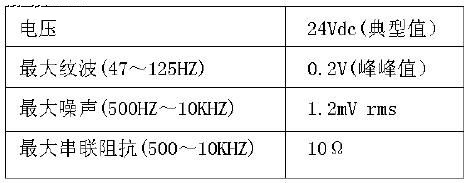 电压 24Vdc(典型值)
最大纹波(47～125HZ) 0.2V(峰峰值)
最大噪声(500HZ～10KHZ) 1.2mV rms
最大串联阻抗(500～10KHZ) 10Ω